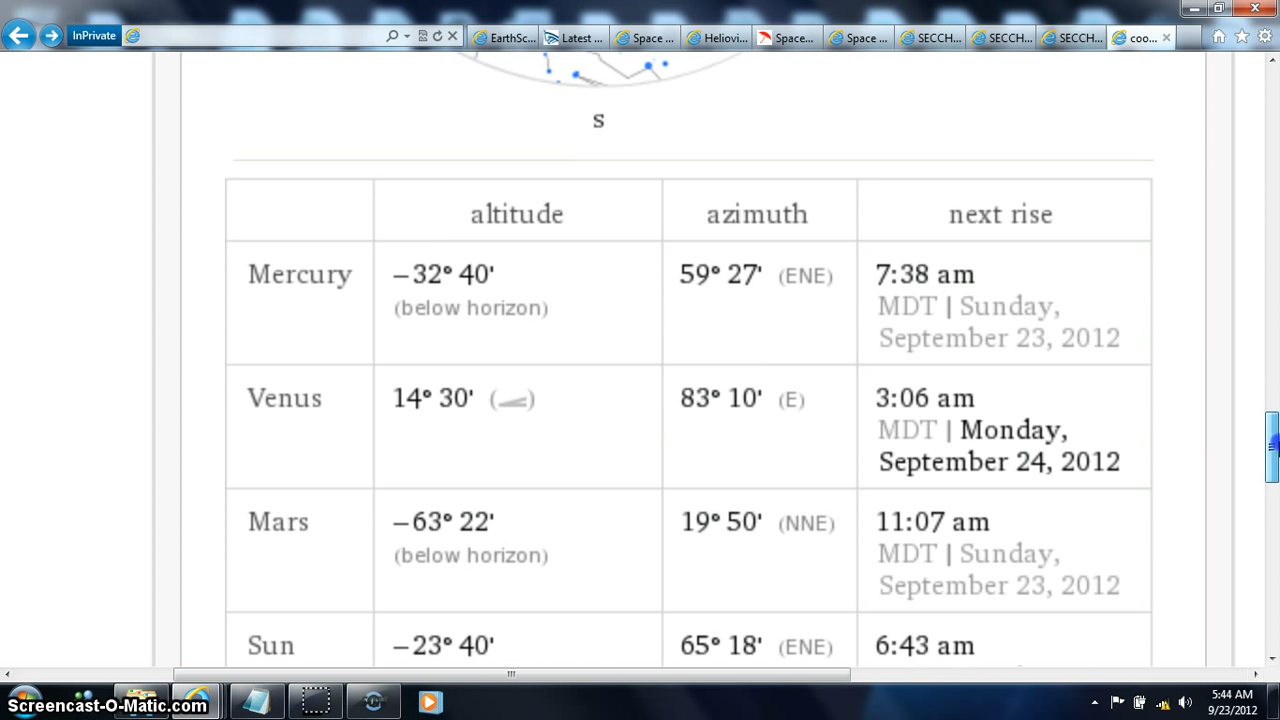 InPrivate
EarthSc...
Latest ...
Space ...
Heliovi...
Space...
Space ...
SECCH...
SECCH...
SECCH...
coo...
S
altitude azimuth next rise
Mercury −32° 40' 59° 27' (ENE) 7:38 am
(below horizon) MDT | Sunday,
September 23, 2012
Venus 14° 30' 83° 10' (E) 3:06 am
MDT | Monday,
September 24, 2012
Mars −63° 22' 19° 50' (NNE) 11:07 am
(below horizon) MDT | Sunday,
September 23, 2012
Sun −23° 40' 65° 18' (ENE) 6:43 am
Screencast-O-Matic.com
5:44 AM
9/23/2012